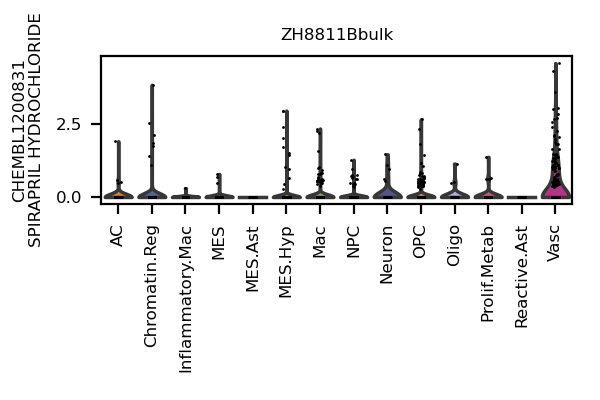 ZH8811Bbulk
CHEMBL1200831
SPIRAPRIL HYDROCHLORIDE
2.5
0.0
AC
Chromatin.Reg
Inflammatory.Mac
MES
MES.Ast
MES.Hyp
Mac
NPC
Neuron
OPC
Oligo
Prolif.Metab
Reactive.Ast
Vasc